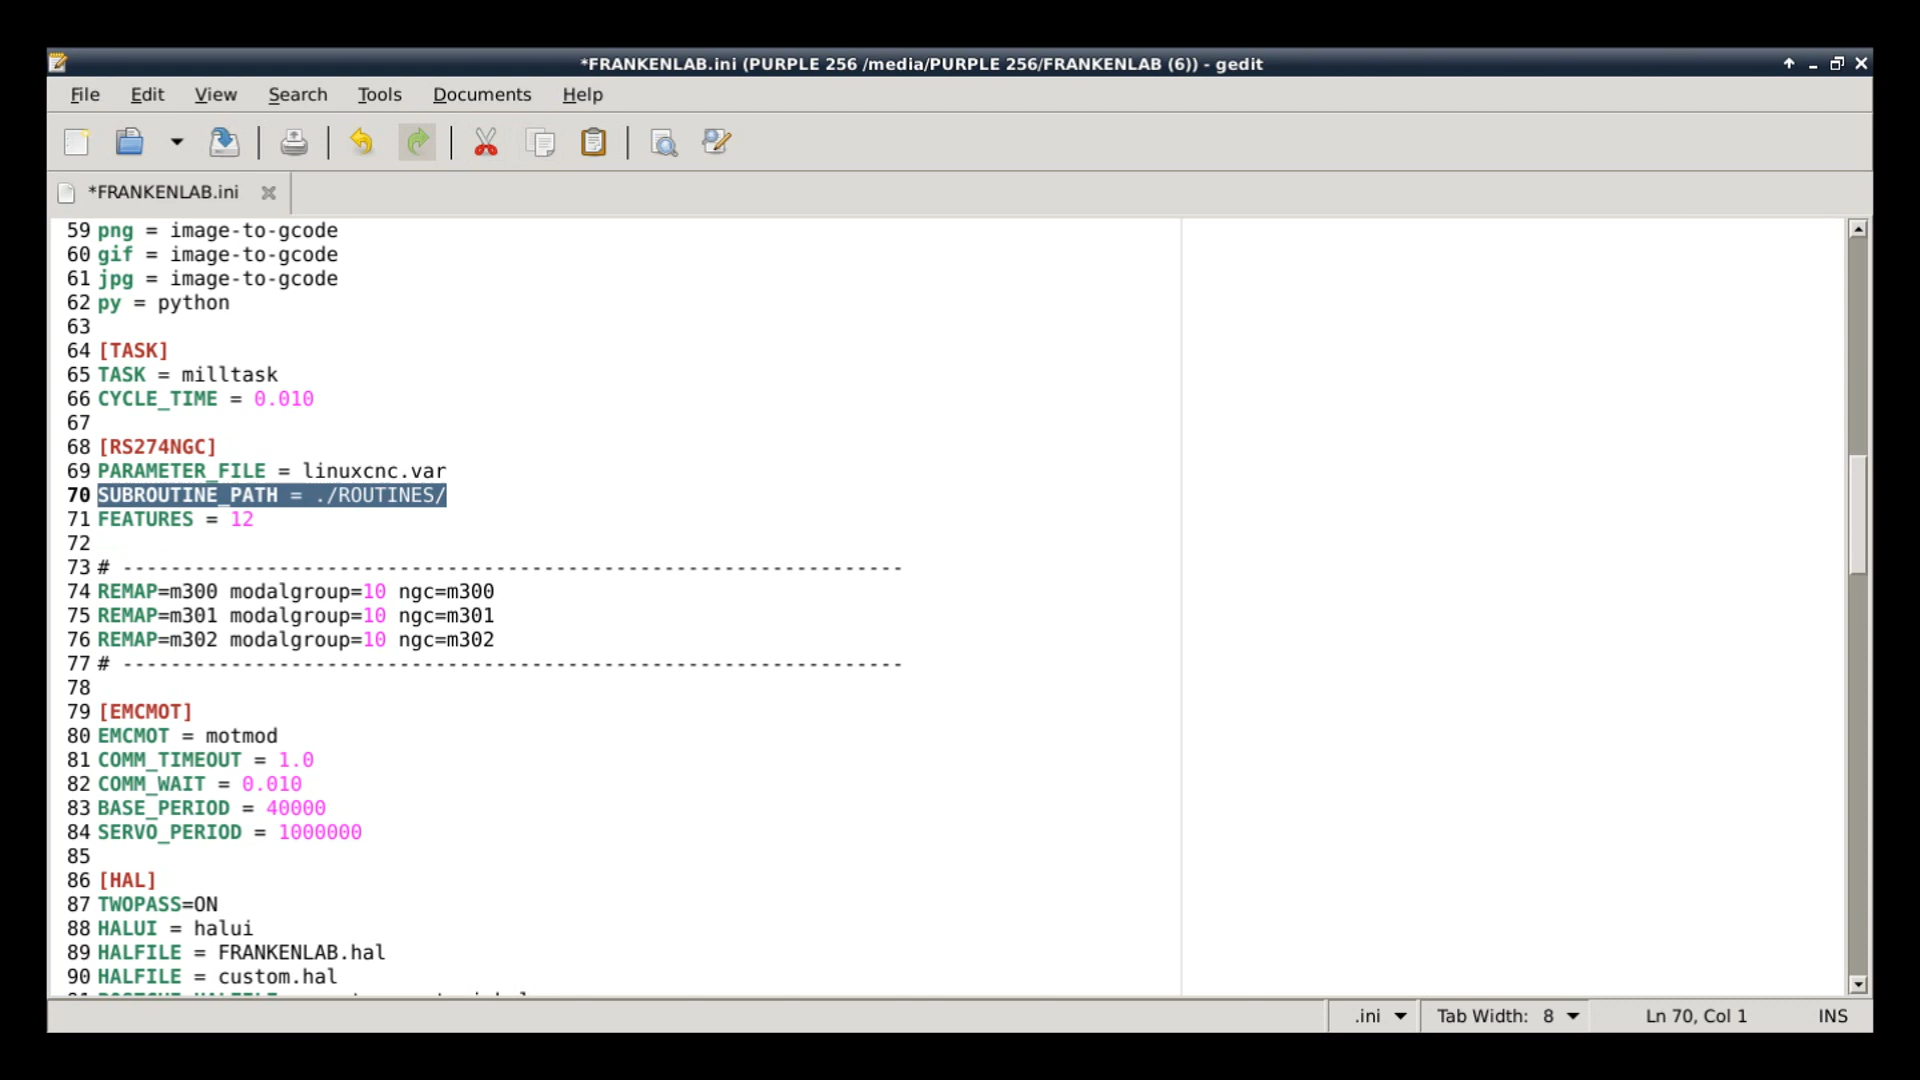 *FRANKENLAB.ini (PURPLE 256 /media/PURPLE 256/FRANKENLAB (6)) - gedit
File Edit View Search Tools Documents Help
*FRANKENLAB.ini
59 png = image-to-gcode
60 gif = image-to-gcode
61 jpg = image-to-gcode
62 py = python
63
64 [TASK]
65 TASK = milltask
66 CYCLE_TIME = 0.010
67
68 [RS274NGC]
69 PARAMETER_FILE = linuxcnc.var
70 SUBROUTINE_PATH = ./ROUTINES/
71 FEATURES = 12
72
73 # -----------------------------------------------------------------
74 REMAP=m300 modalgroup=10 ngc=m300
75 REMAP=m301 modalgroup=10 ngc=m301
76 REMAP=m302 modalgroup=10 ngc=m302
77 # -----------------------------------------------------------------
78
79 [EMCMOT]
80 EMCMOT = motmod
81 COMM_TIMEOUT = 1.0
82 COMM_WAIT = 0.010
83 BASE_PERIOD = 40000
84 SERVO_PERIOD = 1000000
85
86 [HAL]
87 TWOPASS=ON
88 HALUI = halui
89 HALFILE = FRANKENLAB.hal
90 HALFILE = custom.hal
.ini Tab Width: 8 Ln 70, Col 1 INS